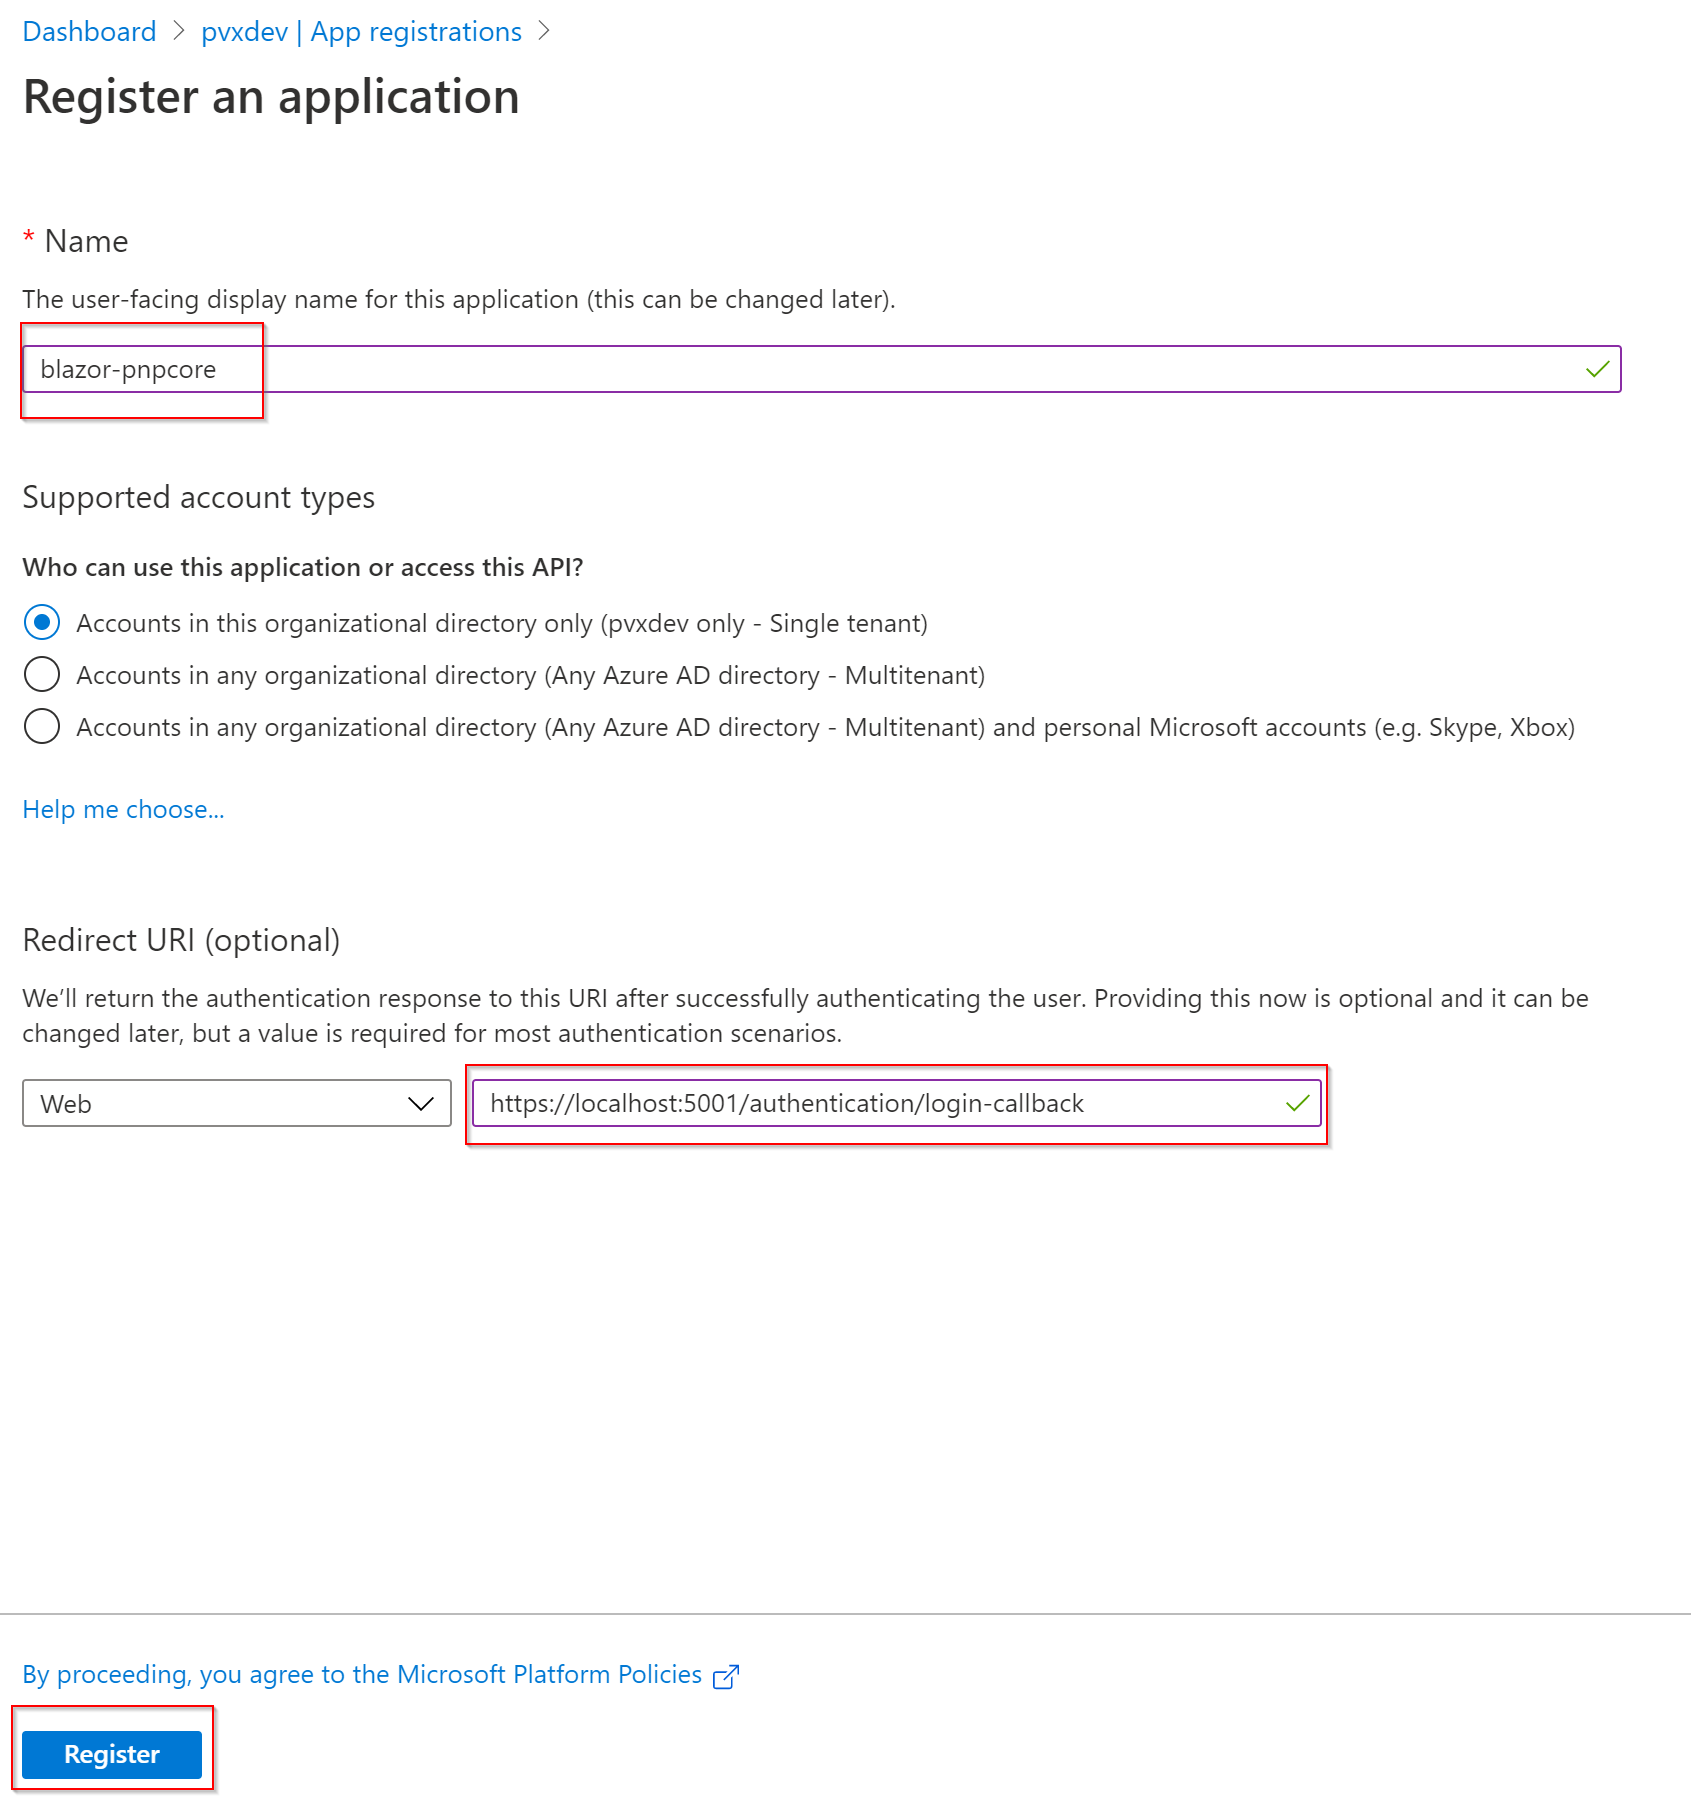 Dashboard > pvxdev | App registrations >
Register an application
* Name
The user-facing display name for this application (this can be changed later).
blazor-pnpcore
Supported account types
Who can use this application or access this API?
Accounts in this organizational directory only (pvxdev only - Single tenant)
Accounts in any organizational directory (Any Azure AD directory - Multitenant)
Accounts in any organizational directory (Any Azure AD directory - Multitenant) and personal Microsoft accounts (e.g. Skype, Xbox)
Help me choose...
Redirect URI (optional)
We’ll return the authentication response to this URI after successfully authenticating the user. Providing this now is optional and it can be
changed later, but a value is required for most authentication scenarios.
Web https://localhost:5001/authentication/login-callback
By proceeding, you agree to the Microsoft Platform Policies
Register